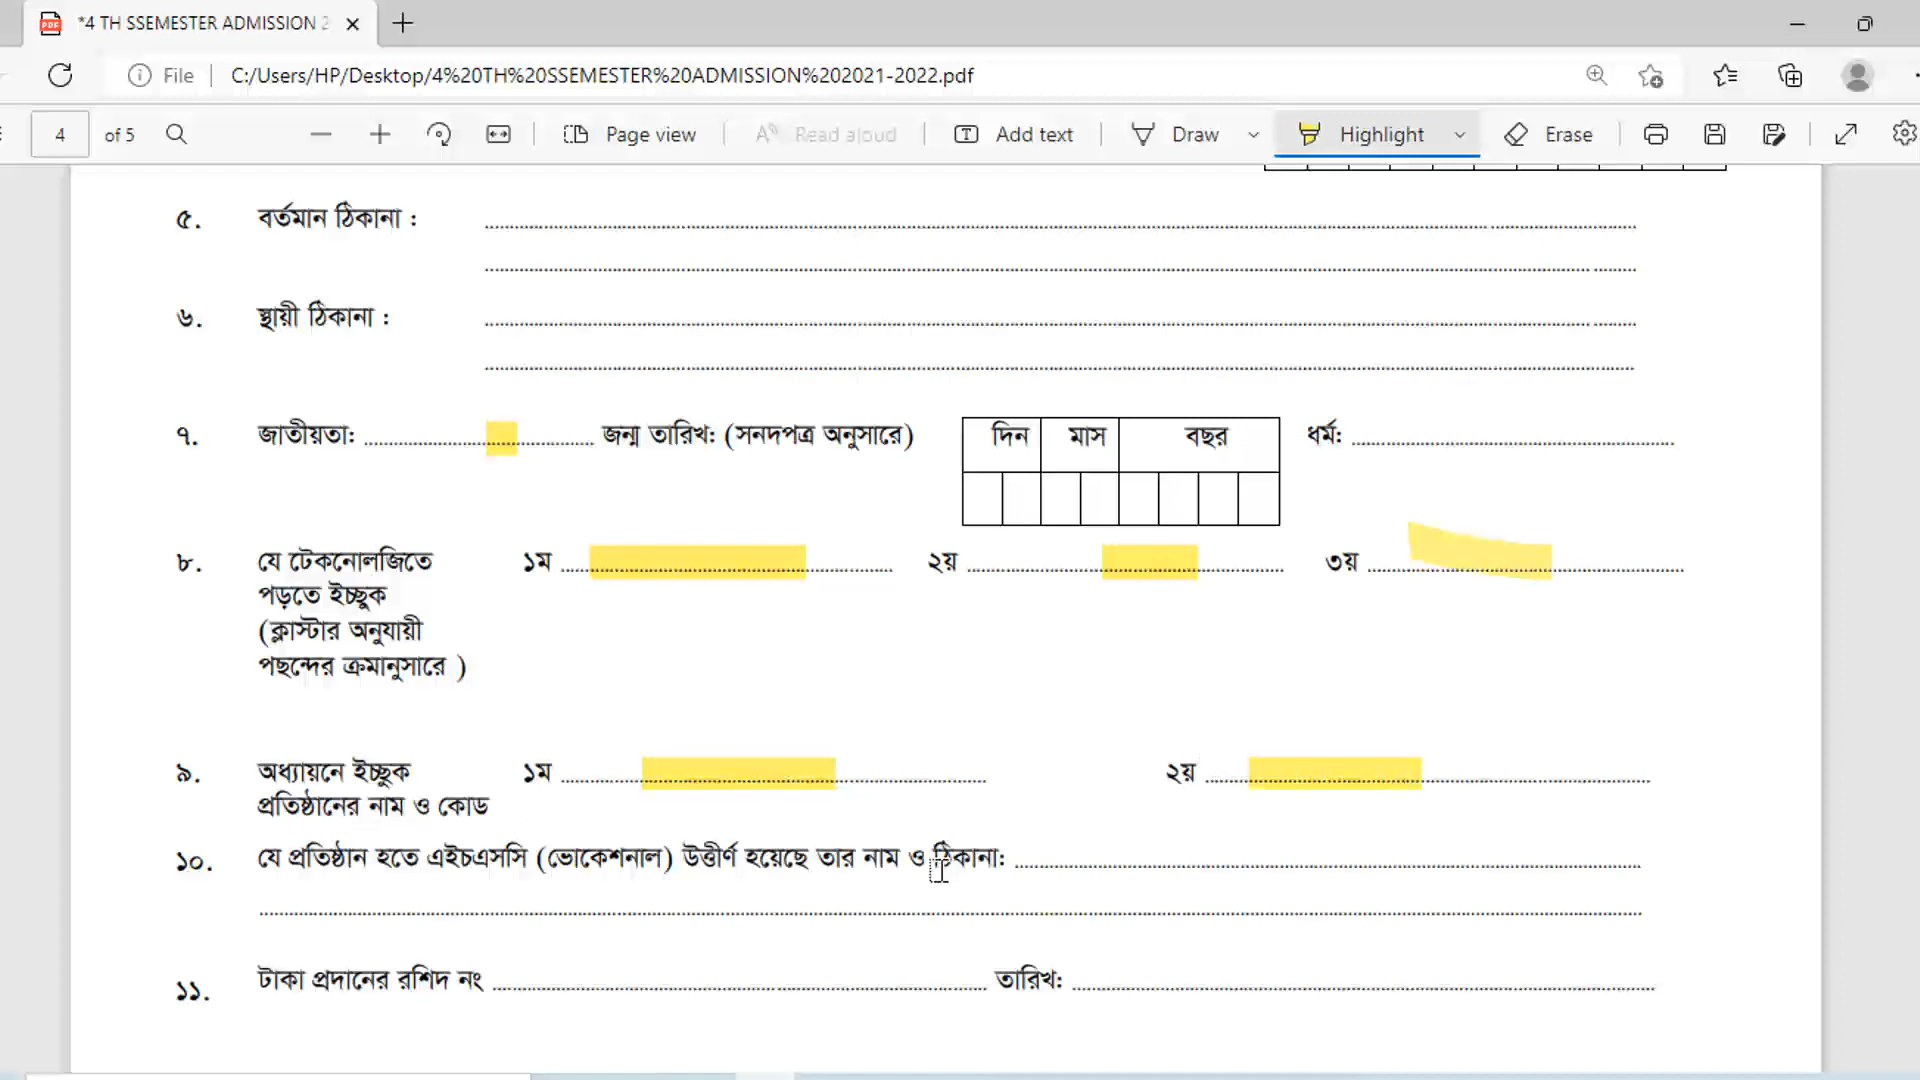 *4 TH SSEMESTER ADMISSION 2
File C:/Users/HP/Desktop/4%20TH%20SSEMESTER%20ADMISSION%202021-2022.pdf
4 of 5 Page view Read aloud Add text Draw Highlight Erase
৫. বর্তমান ঠিকানা :
৬. স্থায়ী ঠিকানা :
৭. জাতীয়তা: জন্ম তারিখ: (সনদপত্র অনুসারে) দিন মাস বছর ধর্ম:
৮. যে টেকনোলজিতে ১ম ২য় ৩য়
পড়তে ইচ্ছুক
(ক্লাস্টার অনুযায়ী
পছন্দের ক্রমানুসারে )
৯. অধ্যায়নে ইচ্ছুক ১ম ২য়
প্রতিষ্ঠানের নাম ও কোড
১০. যে প্রতিষ্ঠান হতে এইচএসসি (ভোকেশনাল) উত্তীর্ণ হয়েছে তার নাম ও ঠিকানা:
১১. টাকা প্রদানের রশিদ নং তারিখ: